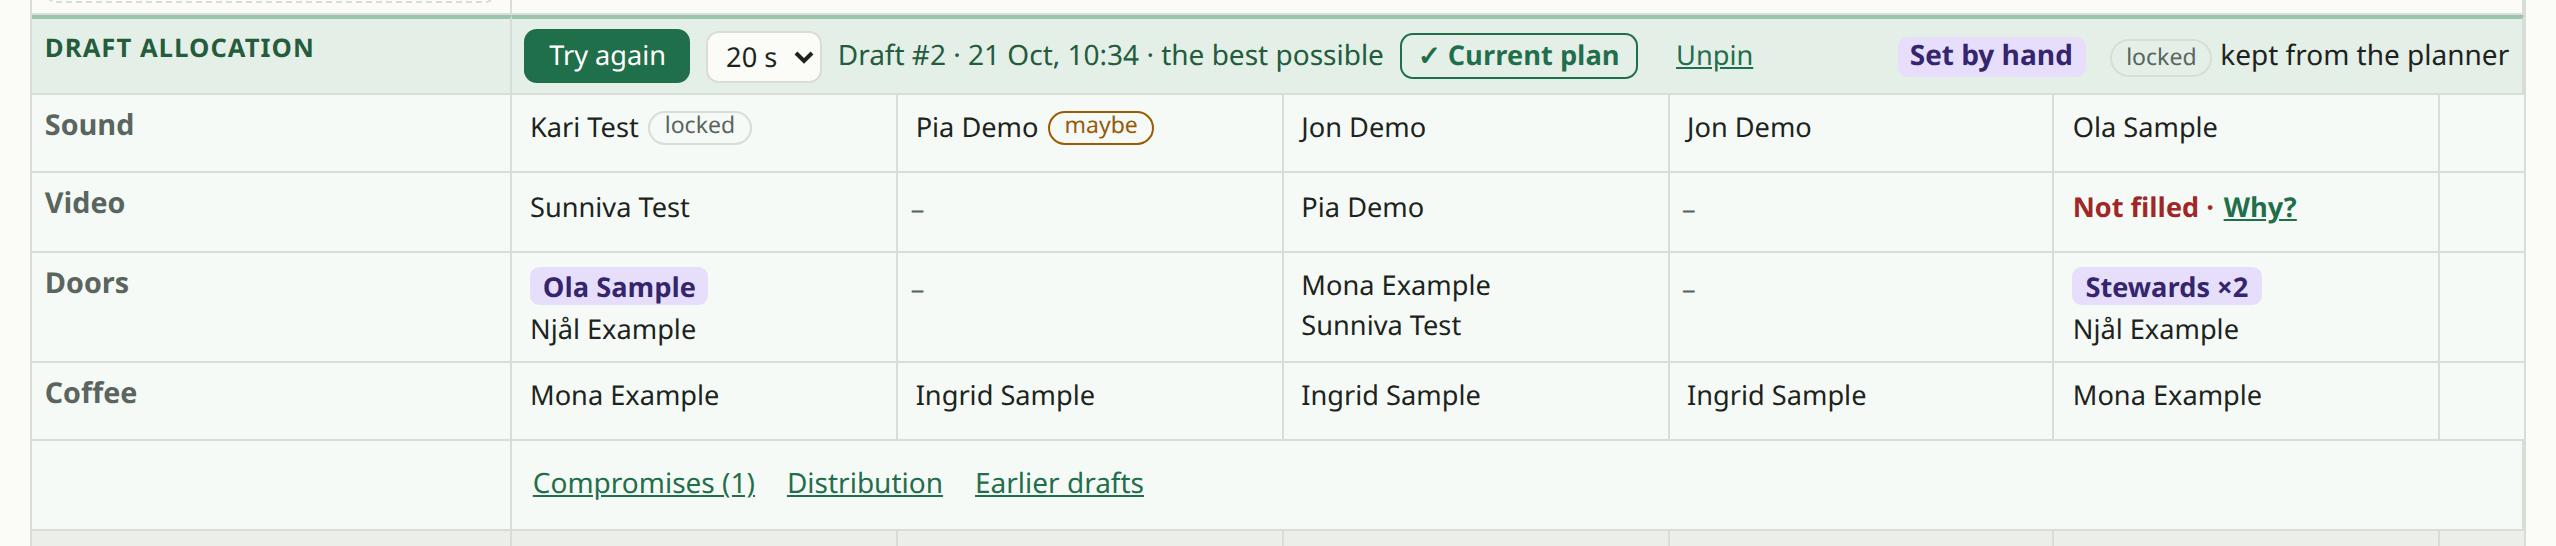 DRAFT ALLOCATION Try again 20 s Draft #2 · 21 Oct, 10:34 · the best possible ✓ Current plan Unpin Set by hand locked kept from the planner
Sound Kari Test locked Pia Demo maybe Jon Demo Jon Demo Ola Sample
Video Sunniva Test – Pia Demo – Not filled · Why?
Doors Ola Sample – Mona Example – Stewards ×2
Njål Example Sunniva Test Njål Example
Coffee Mona Example Ingrid Sample Ingrid Sample Ingrid Sample Mona Example
Compromises (1) Distribution Earlier drafts